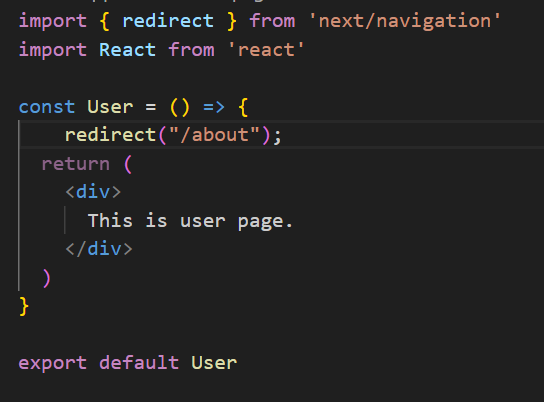 import { redirect } from 'next/navigation'
import React from 'react'
const User = () => {
redirect("/about");
return (
<div>
This is user page.
</div>
)
}
export default User